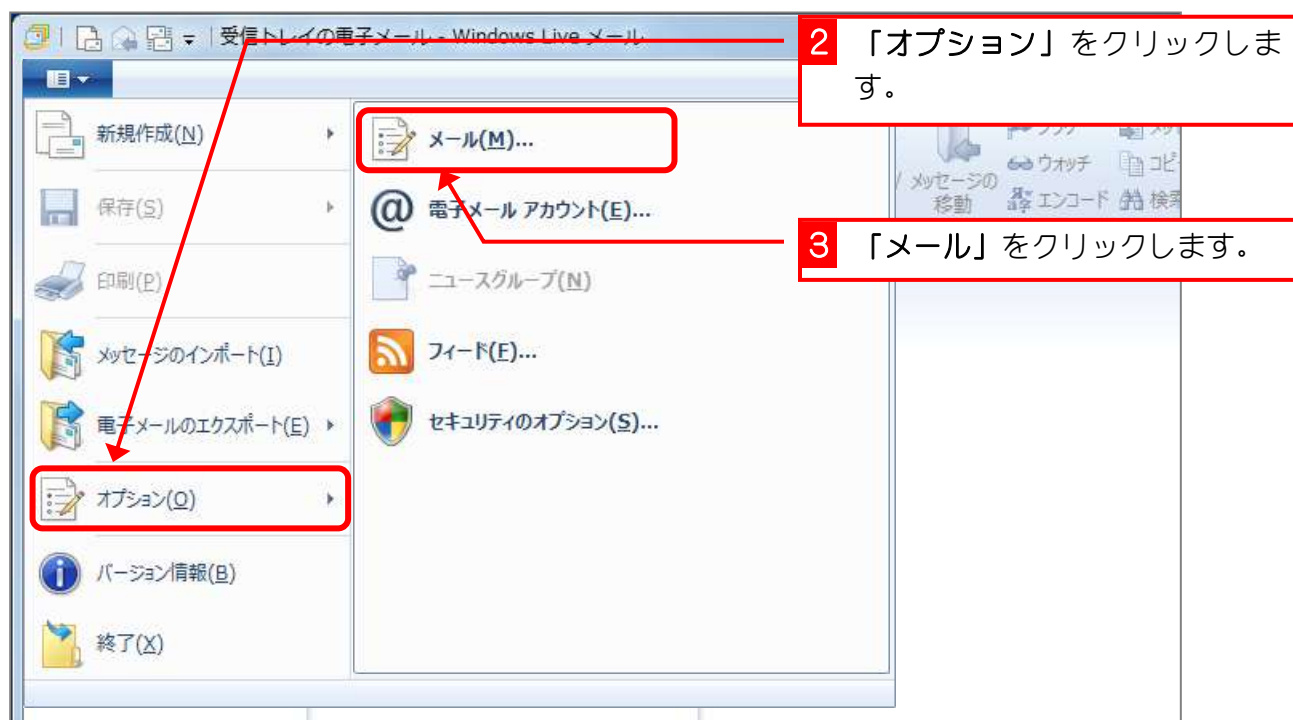 受信トレイの電子メール - Windows Live メール
2 「オプション」をクリックしま
す。
新規作成(N)
保存(S)
印刷(P)
メッセージのインポート(I)
電子メールのエクスポート(E)
オプション(O)
バージョン情報(B)
終了(X)
メール(M)...
電子メール アカウント(E)...
ニュースグループ(N)
フィード(F)...
セキュリティのオプション(S)...
メッセージの
移動
ウォッチ
エンコード
コピ
検索
3 「メール」をクリックします。